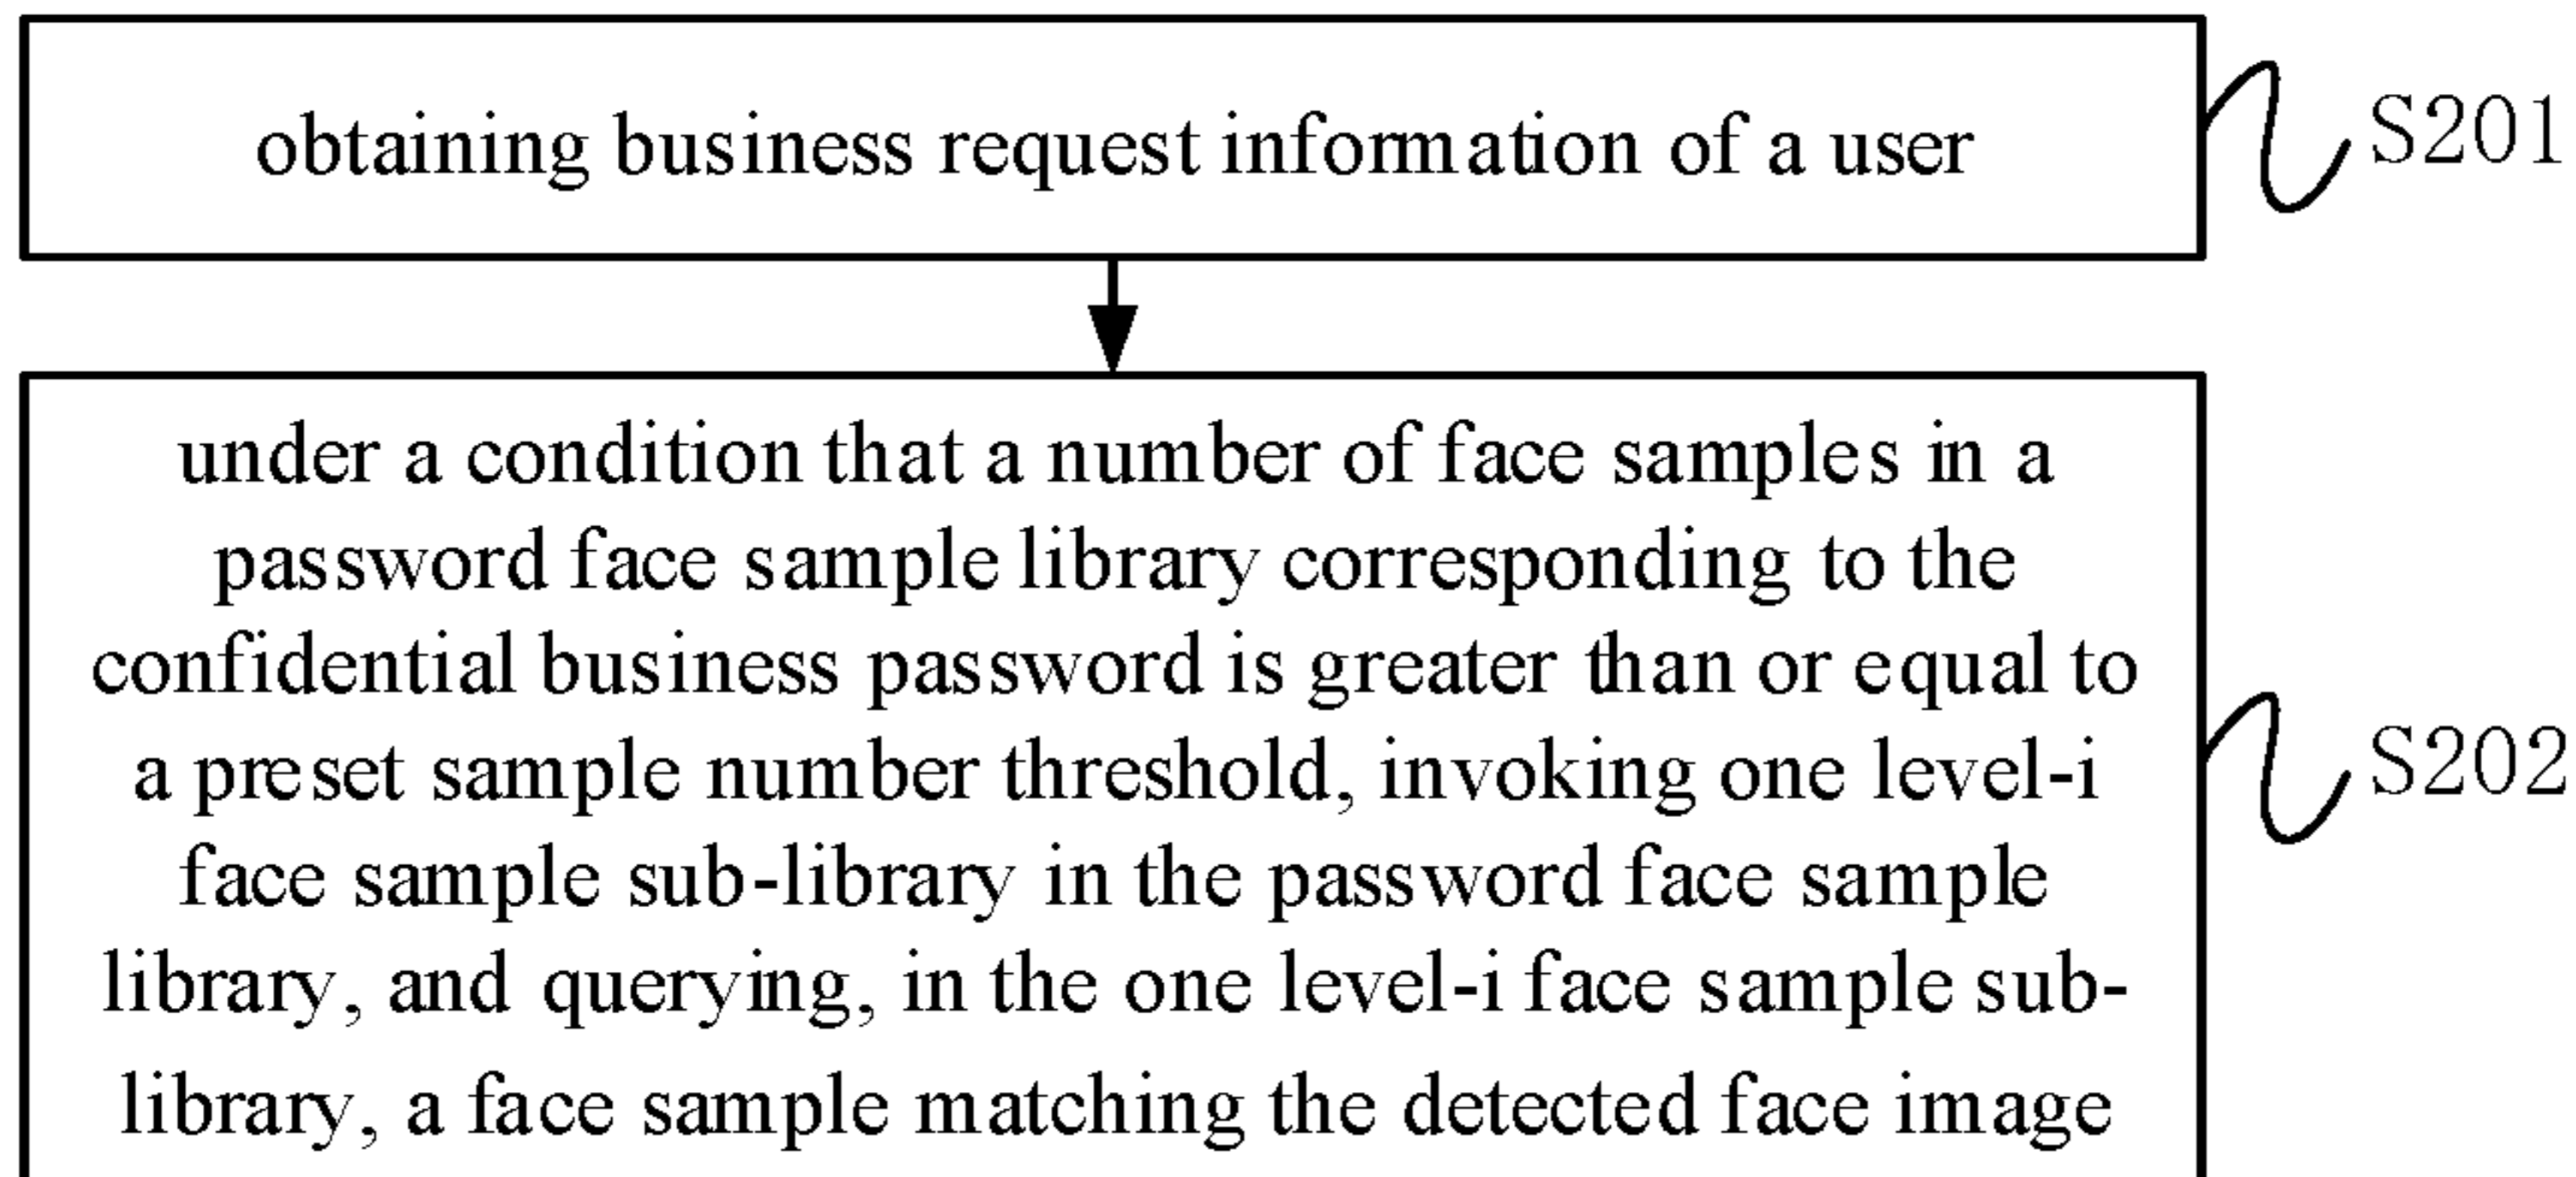 obtaining business request information of a user
S201
under a condition that a number of face samples in a
password face sample library corresponding to the
confidential business password is greater than or equal to
a preset sample number threshold, invoking one level-i
face sample sub-library in the password face sample
library, and querying, in the one level-i face sample sub-
library, a face sample matching the detected face image
S202